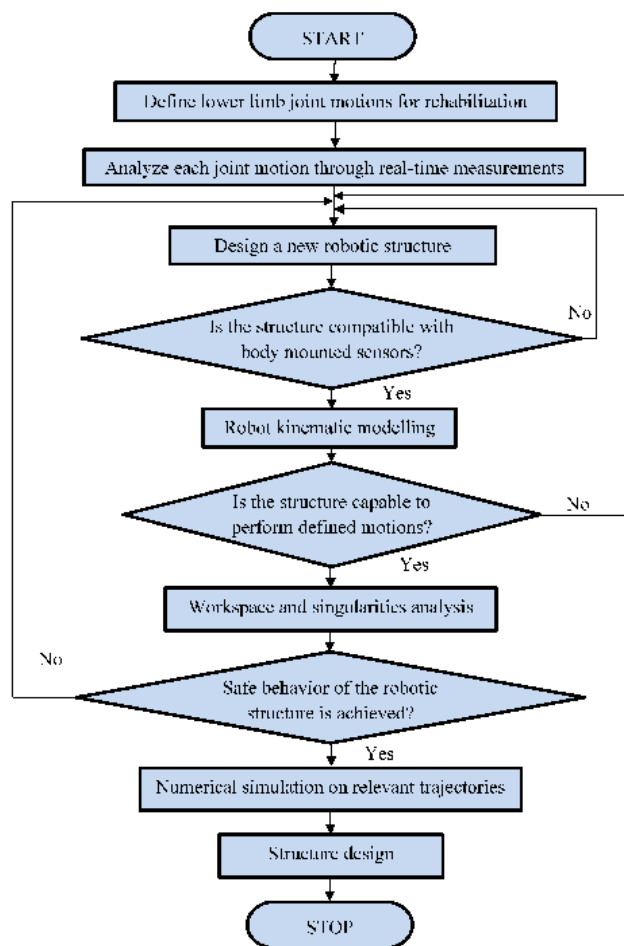 START
Define lower limb joint motions for rehabilitation
Analyze each joint motion through real-time measurements
Design a new robotic structure
No
Is the structure compatible with
body mounted sensors?
Yes
Robot kinematic modelling
Is the structure capable to
perform defined motions?
No
Yes
Workspace and singularities analysis
No
Safe behavior of the robotic
structure is achieved?
Yes
Numerical simulation on relevant trajectories
Structure design
STOP